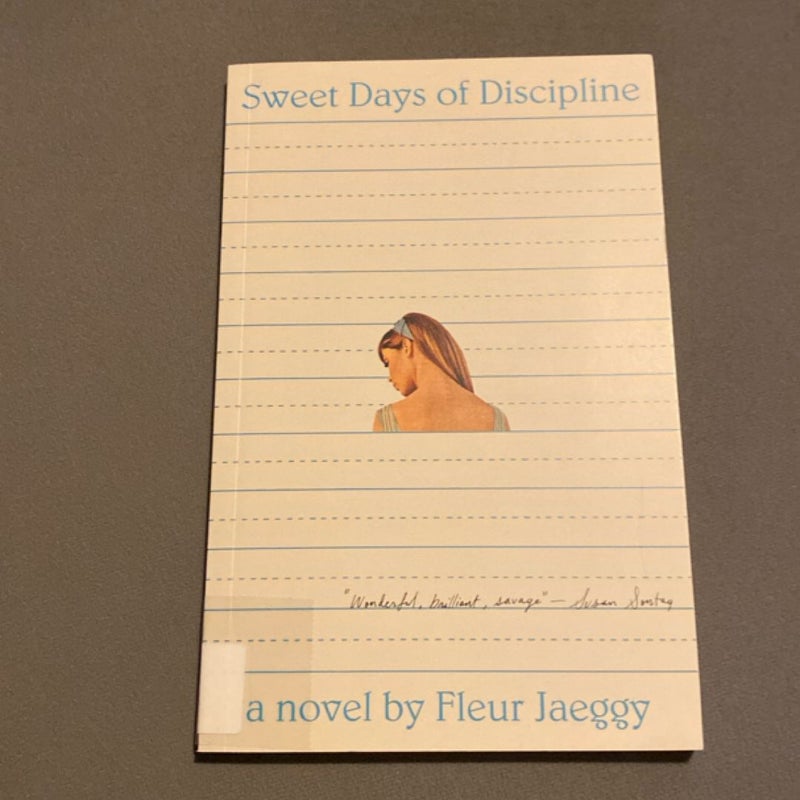 Sweet Days of Discipline
"Wonderful, brilliant, savage" — Susan Sontag
a novel by Fleur Jaeggy